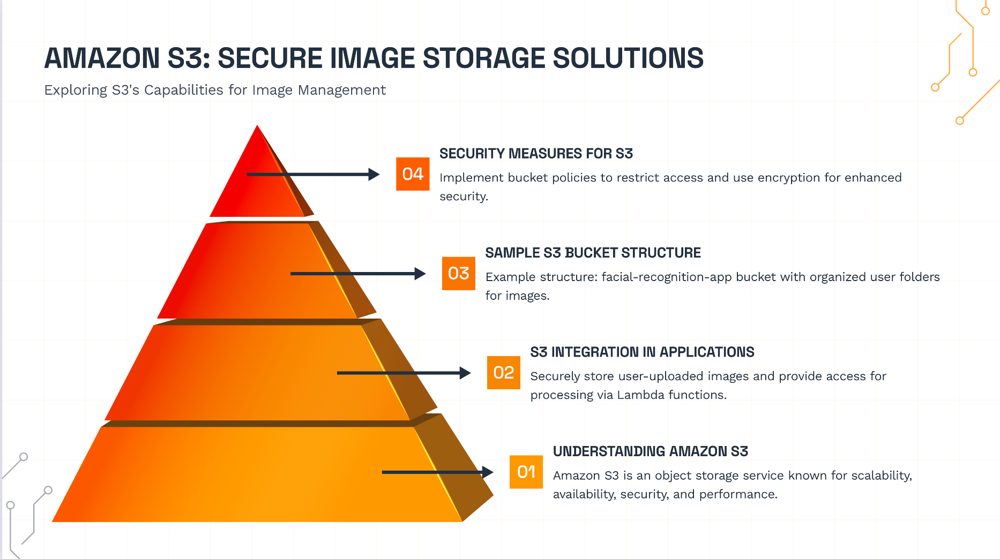 AMAZON S3: SECURE IMAGE STORAGE SOLUTIONS
Exploring S3's Capabilities for Image Management
04
SECURITY MEASURES FOR S3
Implement bucket policies to restrict access and use encryption for enhanced
security.
03
SAMPLE S3 BUCKET STRUCTURE
Example structure: facial-recognition-app bucket with organized user folders
for images.
02
S3 INTEGRATION IN APPLICATIONS
Securely store user-uploaded images and provide access for
processing via Lambda functions.
01
UNDERSTANDING AMAZON S3
Amazon S3 is an object storage service known for scalability,
availability, security, and performance.